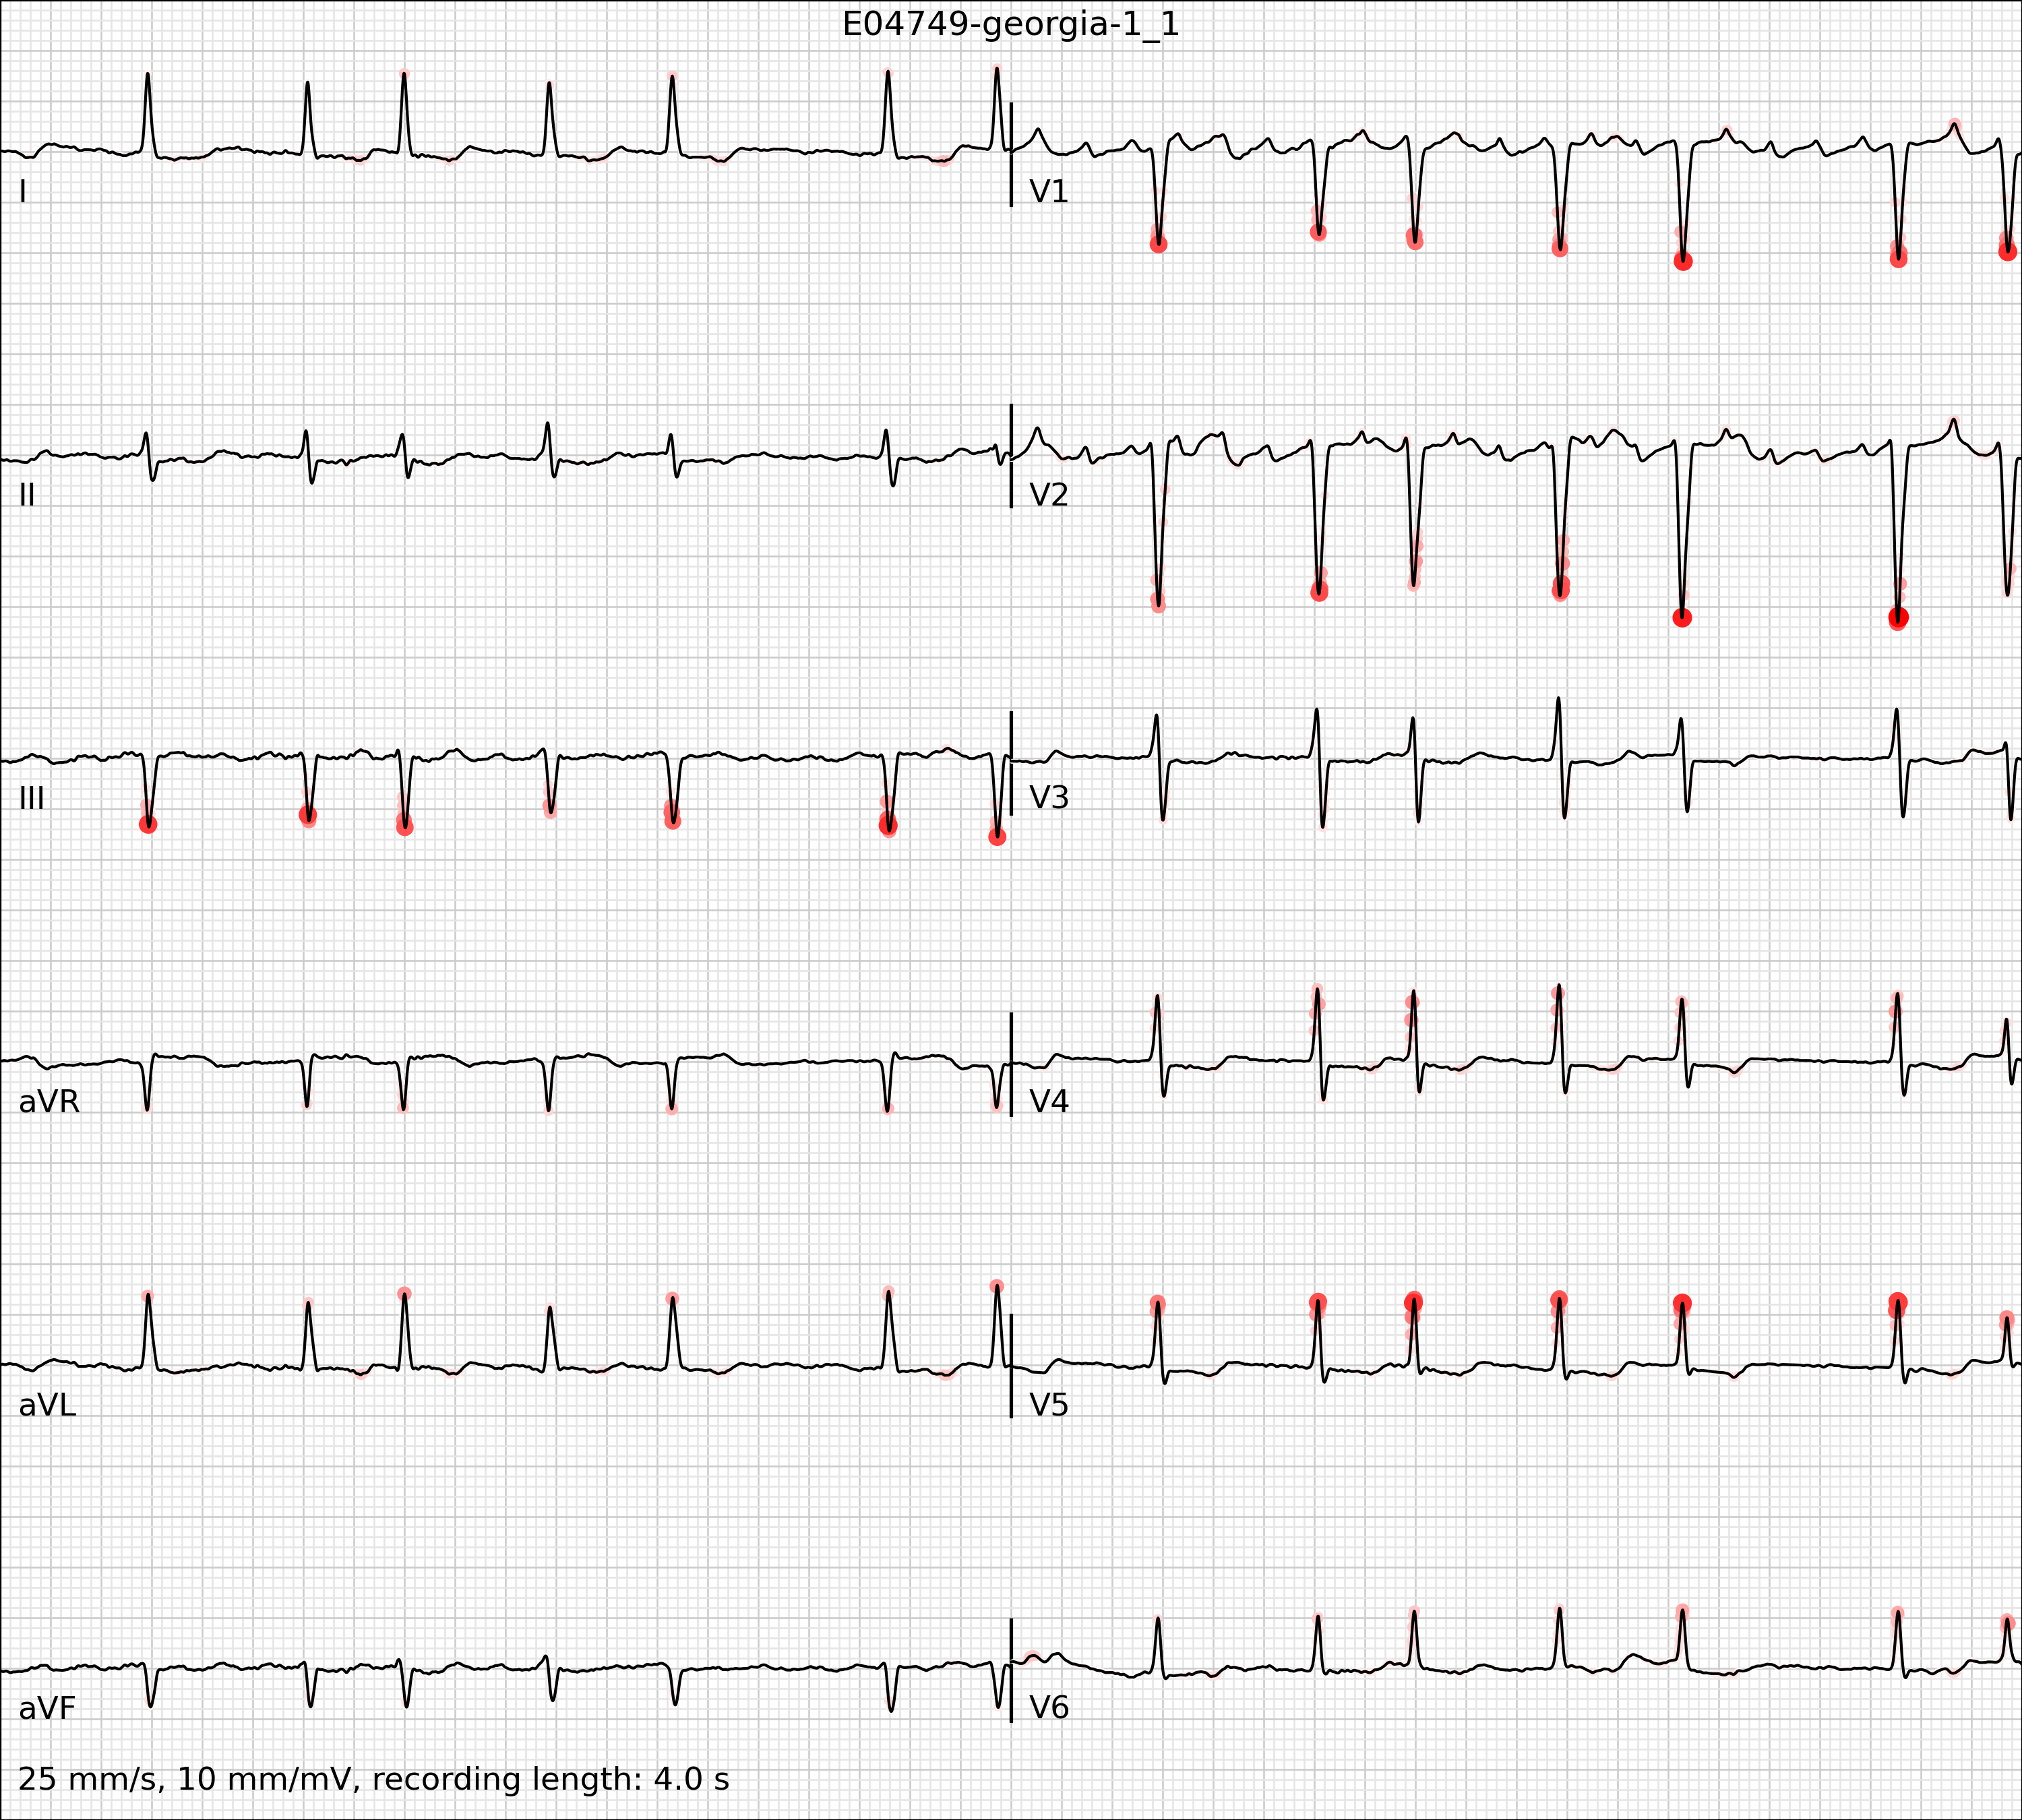 E04749-georgia-1_1
I
V1
II
V2
III
V3
aVR
V4
aVL
V5
aVF
V6
25 mm/s, 10 mm/mV, recording length: 4.0 s